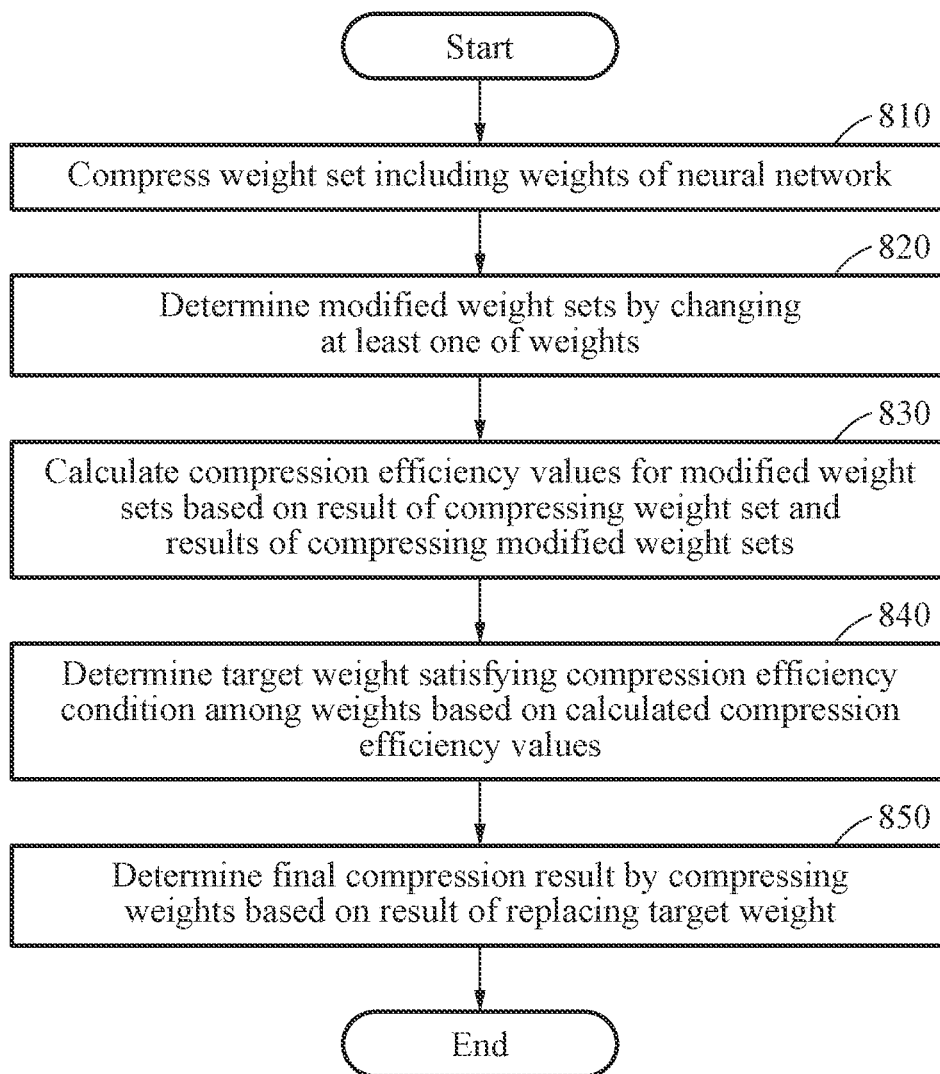 Start
810
Compress weight set including weights of neural network
820
Determine modified weight sets by changing
at least one of weights
830
Calculate compression efficiency values for modified weight
sets based on result of compressing weight set and
results of compressing modified weight sets
840
Determine target weight satisfying compression efficiency
condition among weights based on calculated compression
efficiency values
850
Determine final compression result by compressing
weights based on result of replacing target weight
End